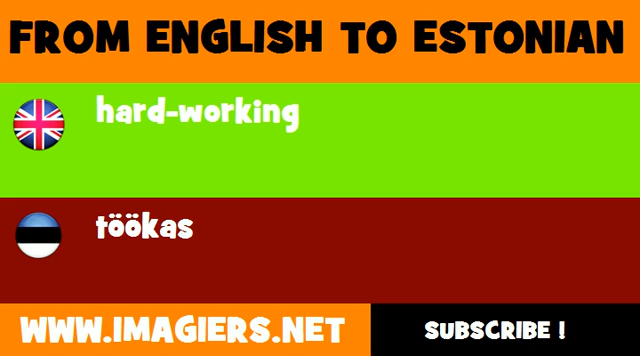 FROM ENGLISH TO ESTONIAN
hard-working
töökas
WWW.IMAGIERS.NET
SUBSCRIBE !